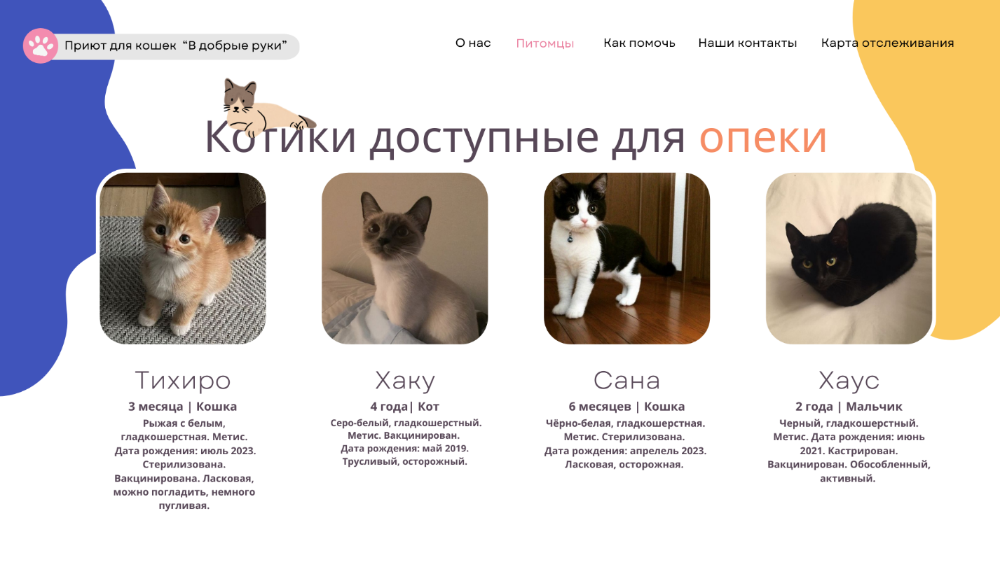 Приют для кошек “В добрые руки”
О нас
Питомцы
Как помочь
Наши контакты
Карта отслеживания
Котики доступные для опеки
Тихиро
3 месяца | Кошка
Рыжая с белым,
гладкошерстная. Метис.
Дата рождения: июль 2023.
Стерилизована.
Вакцинирована. Ласковая,
можно погладить, немного
пугливая.
Хаку
4 года| Кот
Серо-белый, гладкошерстный.
Метис. Вакцинирован.
Дата рождения: май 2019.
Трусливый, осторожный.
Сана
6 месяцев | Кошка
Чёрно-белая, гладкошерстная.
Метис. Стерилизована.
Дата рождения: апрелель 2023.
Ласковая, осторожная.
Хаус
2 года | Мальчик
Черный, гладкошерстный.
Метис. Дата рождения: июнь
2021. Кастрирован.
Вакцинирован. Обособленный,
активный.